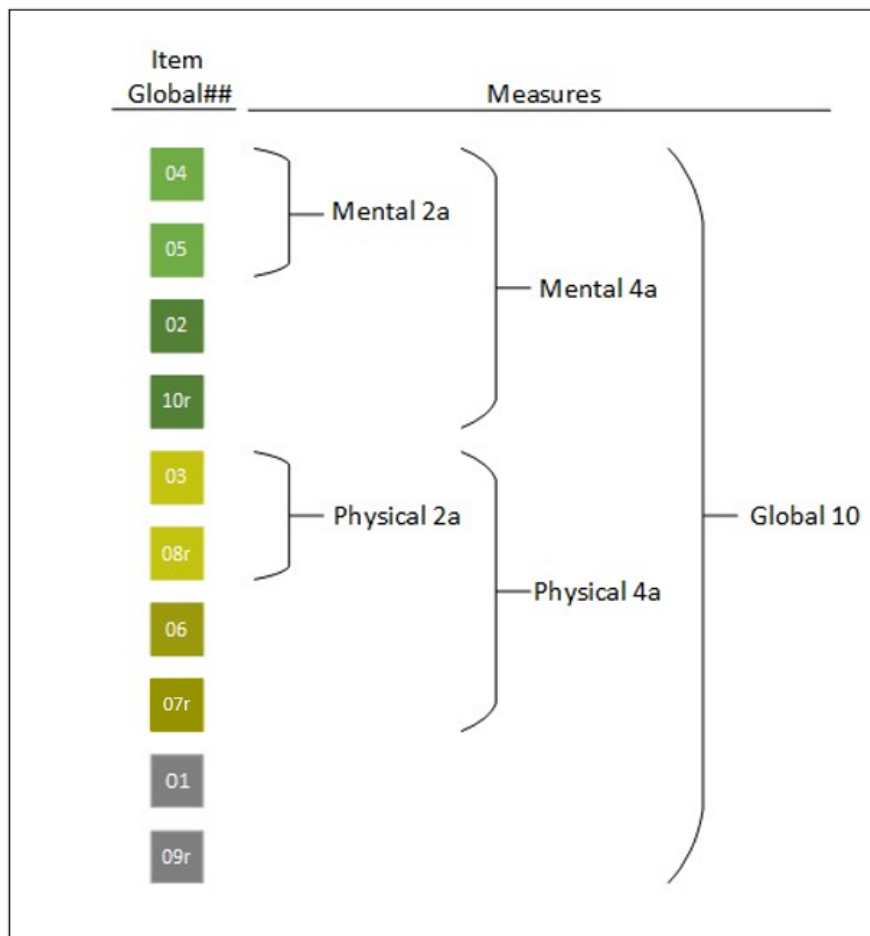 Item
Global##
Measures
04
05
Mental 2a
02
Mental 4a
10r
03
08r
Physical 2a
Global 10
06
Physical 4a
07r
O1
09r